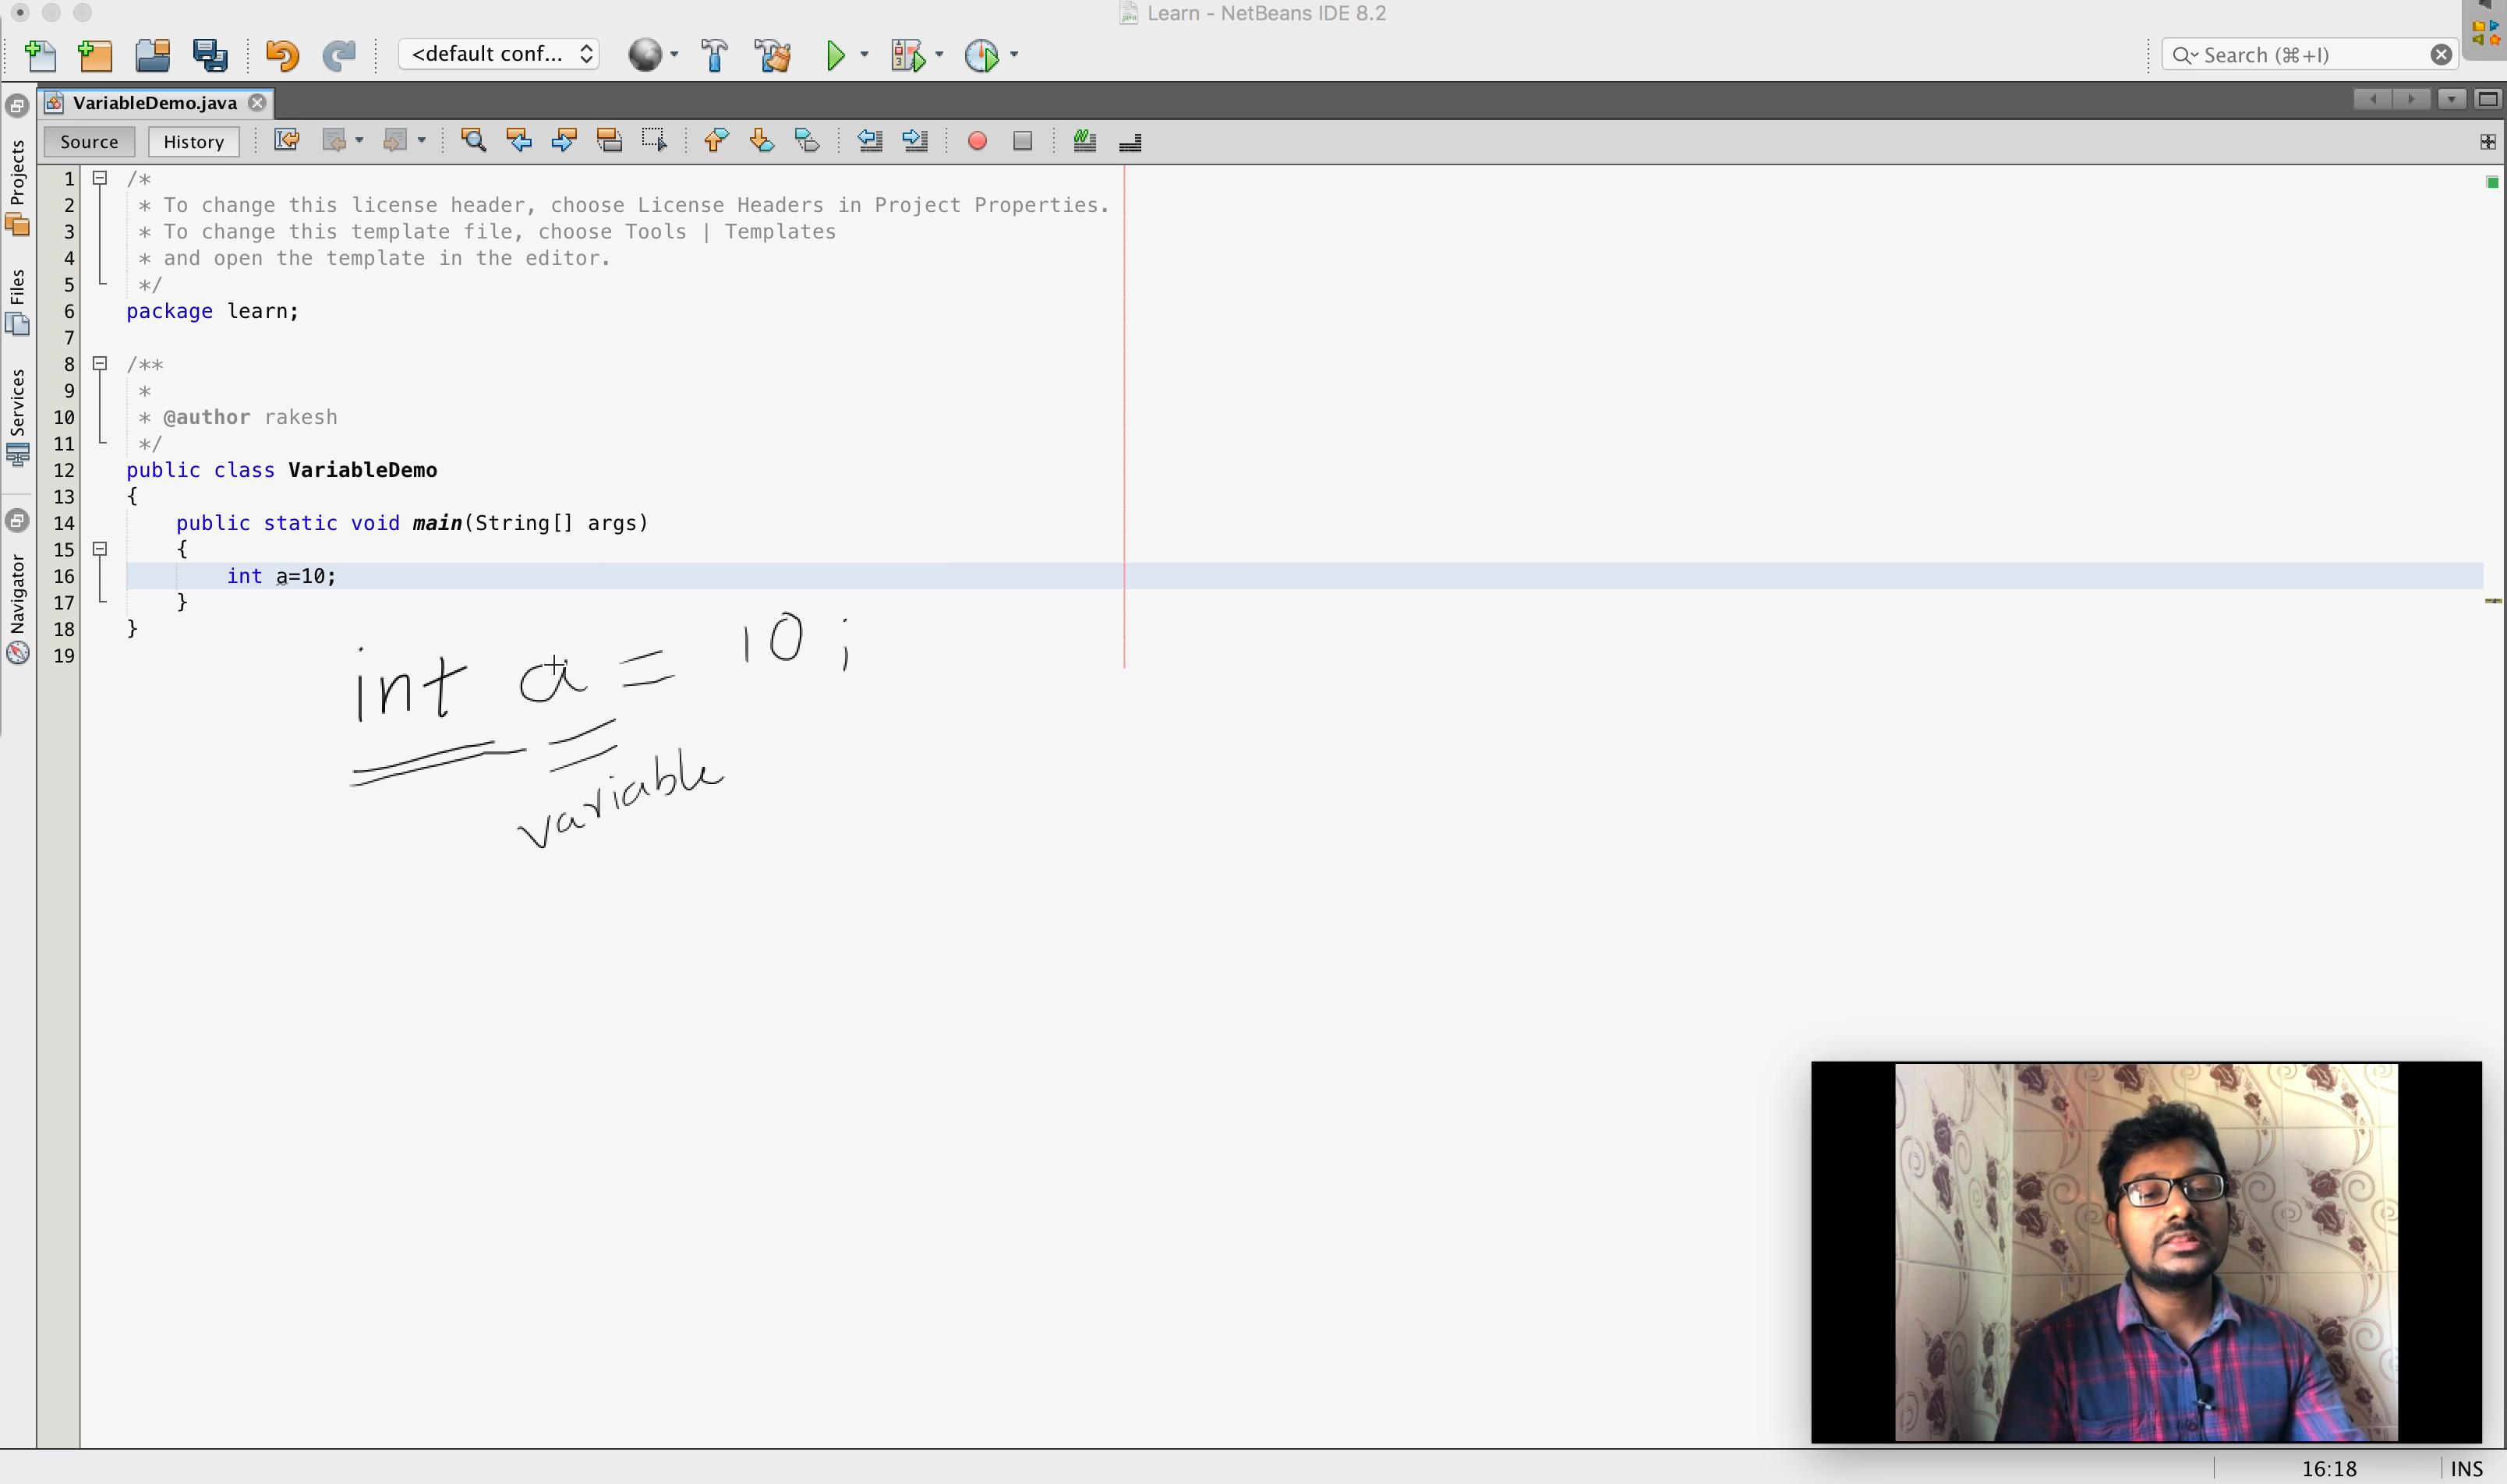 Learn - NetBeans IDE 8.2
<default conf...
Search (⌘+I)
VariableDemo.java
Source History
Projects
Files
Services
Navigator
1 /*
2  * To change this license header, choose License Headers in Project Properties.
3  * To change this template file, choose Tools | Templates
4  * and open the template in the editor.
5  */
6 package learn;
7
8 /**
9  *
10  * @author rakesh
11  */
12 public class VariableDemo
13 {
14     public static void main(String[] args)
15     {
16         int a=10;
17     }
18 }
19
int a = 10 ;
variable
16:18 INS